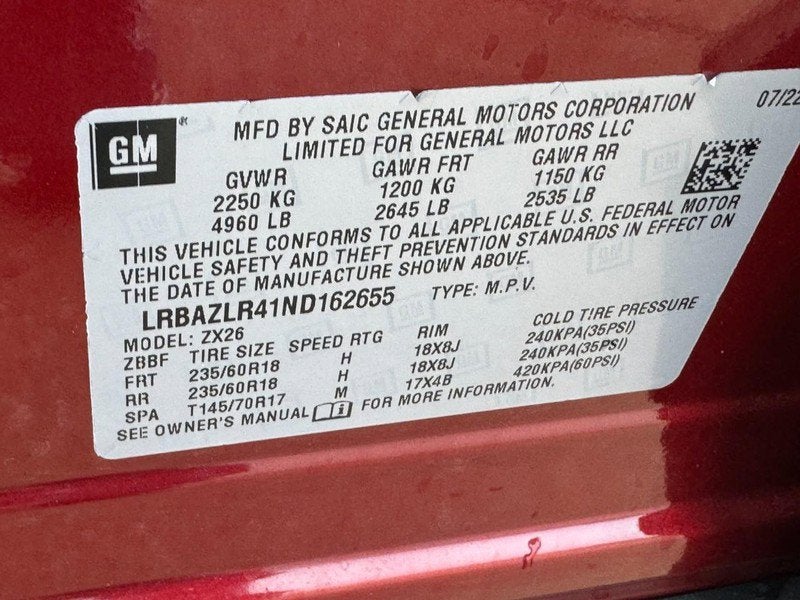 GM ®
MFD BY SAIC GENERAL MOTORS CORPORATION 07/22
LIMITED FOR GENERAL MOTORS LLC
GVWR GAWR FRT GAWR RR
2250 KG 1200 KG 1150 KG
4960 LB 2645 LB 2535 LB
THIS VEHICLE CONFORMS TO ALL APPLICABLE U.S. FEDERAL MOTOR
VEHICLE SAFETY AND THEFT PREVENTION STANDARDS IN EFFECT ON
THE DATE OF MANUFACTURE SHOWN ABOVE.
LRBAZLR41ND162655 TYPE: M.P.V.
MODEL: ZX26
ZBBF TIRE SIZE SPEED RTG RIM COLD TIRE PRESSURE
FRT 235/60R18 H 18X8J 240KPA(35PSI)
RR 235/60R18 H 18X8J 240KPA(35PSI)
SPA T145/70R17 M 17X4B 420KPA(60PSI)
SEE OWNER'S MANUAL FOR MORE INFORMATION.